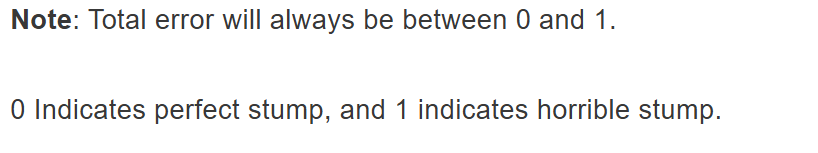 Note: Total error will always be between 0 and 1.
0 Indicates perfect stump, and 1 indicates horrible stump.